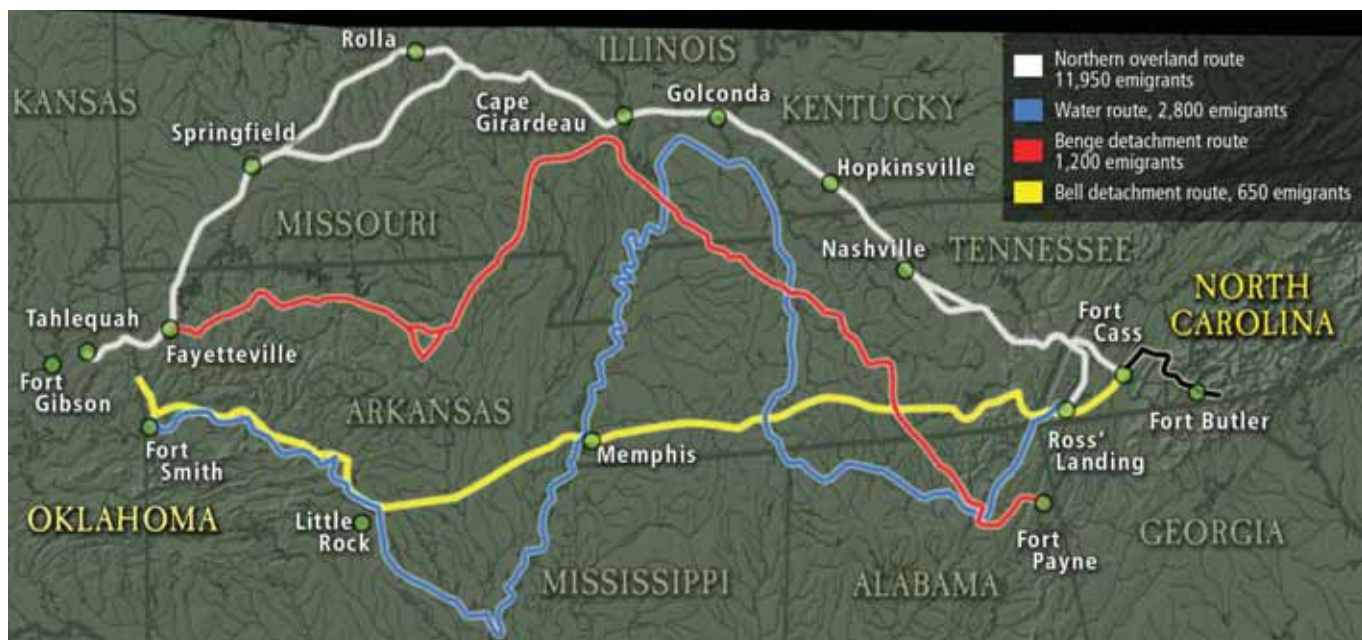 Rolla
ILLINOIS
Northern overland route
11,950 emigrants
Water route, 2,800 emigrants
Benge detachment route
1,200 emigrants
Bell detachment route, 650 emigrants
KANSAS
Cape
Girardeau
Golconda
KENTUCKY
Springfield
Hopkinsville
MISSOURI
Nashville
TENNESSEE
NORTH
CAROLINA
Tahlequah
Fayetteville
Fort
Cass
Fort
Gibson
ARKANSAS
Fort Butler
Fort
Smith
Memphis
Ross'
Landing
OKLAHOMA
Little
Rock
GEORGIA
Fort
Payne
MISSISSIPPI
ALABAMA